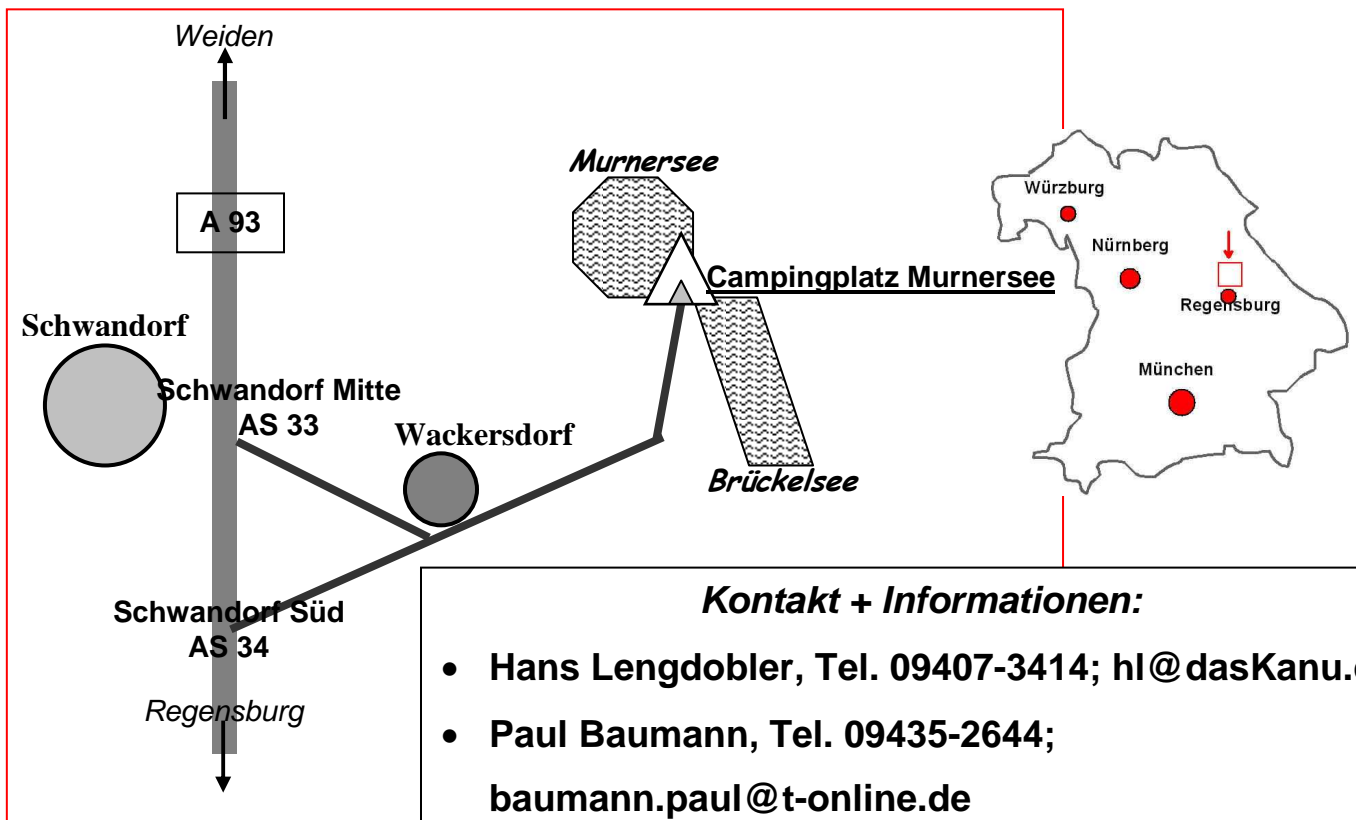 Weiden
A 93
Murnersee
Campingplatz Murnersee
Schwandorf
Schwandorf Mitte
AS 33
Wackersdorf
Brückelsee
Schwandorf Süd
AS 34
Regensburg
Würzburg
Nürnberg
Regensburg
München
Kontakt + Informationen:
• Hans Lengdobler, Tel. 09407-3414; hl@dasKanu.
• Paul Baumann, Tel. 09435-2644;
baumann.paul@t-online.de